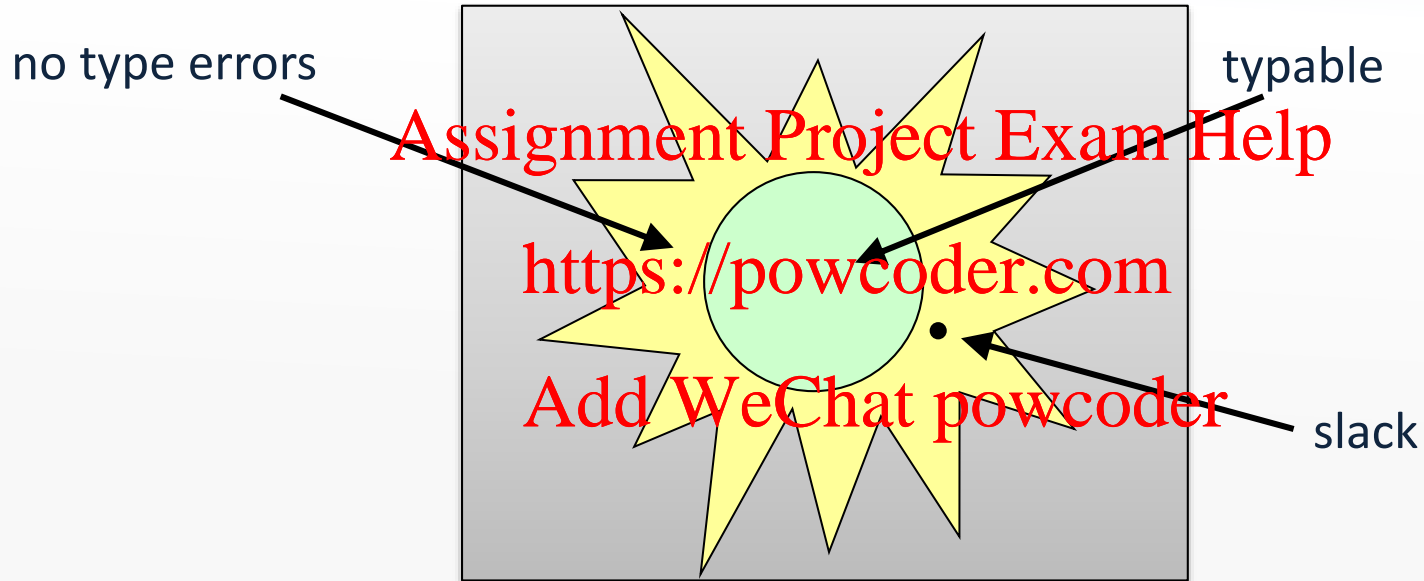 no type errors
typable
Assignment Project Exam Help
https://powcoder.com
Add WeChat powcoder
slack